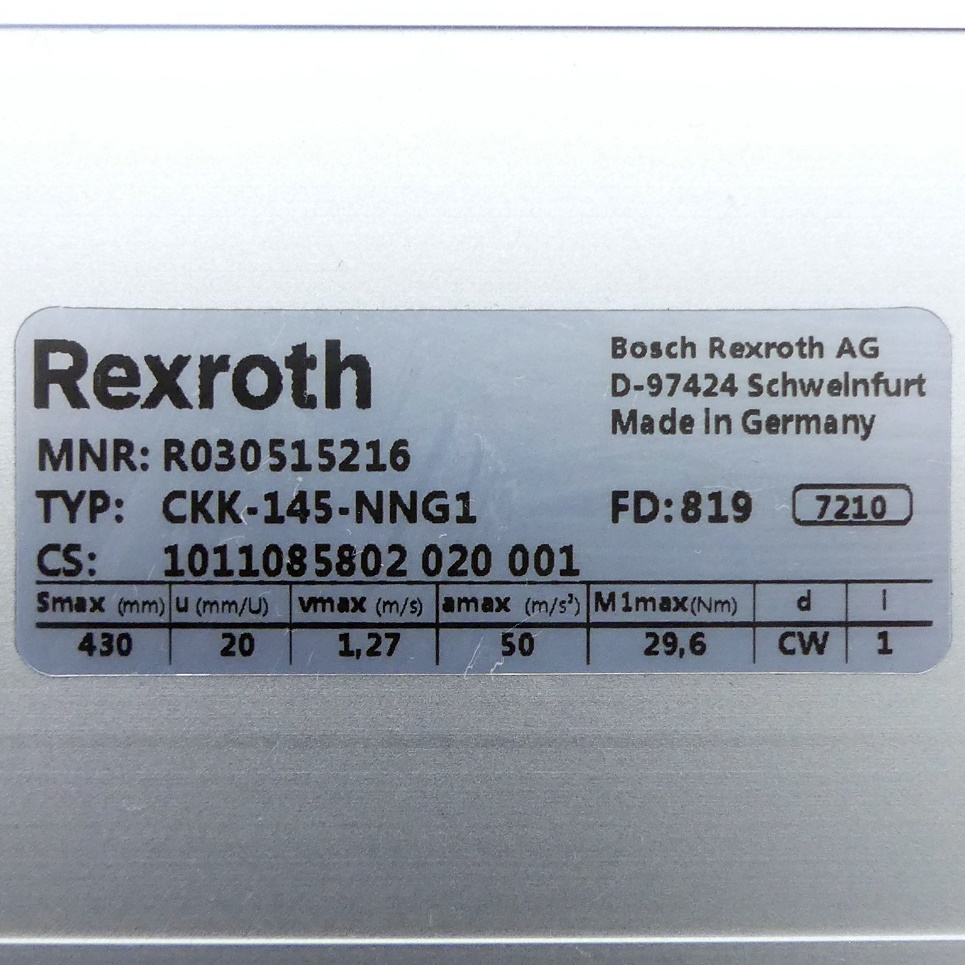 Rexroth
Bosch Rexroth AG
D-97424 Schweinfurt
Made in Germany
MNR: R030515216
TYP: CKK-145-NNG1 FD: 819 7210
CS: 1011085802 020 001
Smax (mm) u (mm/U) vmax (m/s) amax (m/s²) M1max(Nm) d i
430 20 1,27 50 29,6 CW 1